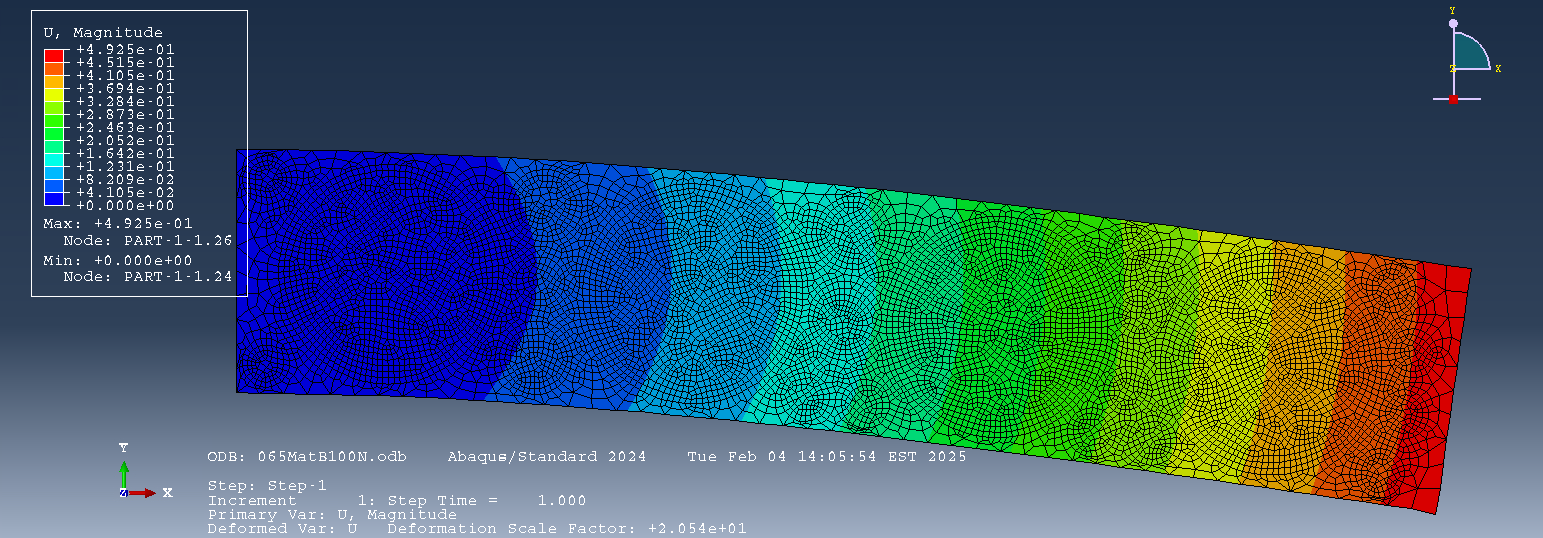 U, Magnitude
+4.925e-01
+4.515e-01
+4.105e-01
+3.694e-01
+3.284e-01
+2.873e-01
+2.463e-01
+2.052e-01
+1.642e-01
+1.231e-01
+8.209e-02
+4.105e-02
+0.000e+00
Max: +4.925e-01
Node: PART-1-1.26
Min: +0.000e+00
Node: PART-1-1.24
Y
Z X
Y
Z X
ODB: 065MatB100N.odb Abaqus/Standard 2024 Tue Feb 04 14:05:54 EST 2025
Step: Step-1
Increment 1: Step Time = 1.000
Primary Var: U, Magnitude
Deformed Var: U Deformation Scale Factor: +2.054e+01